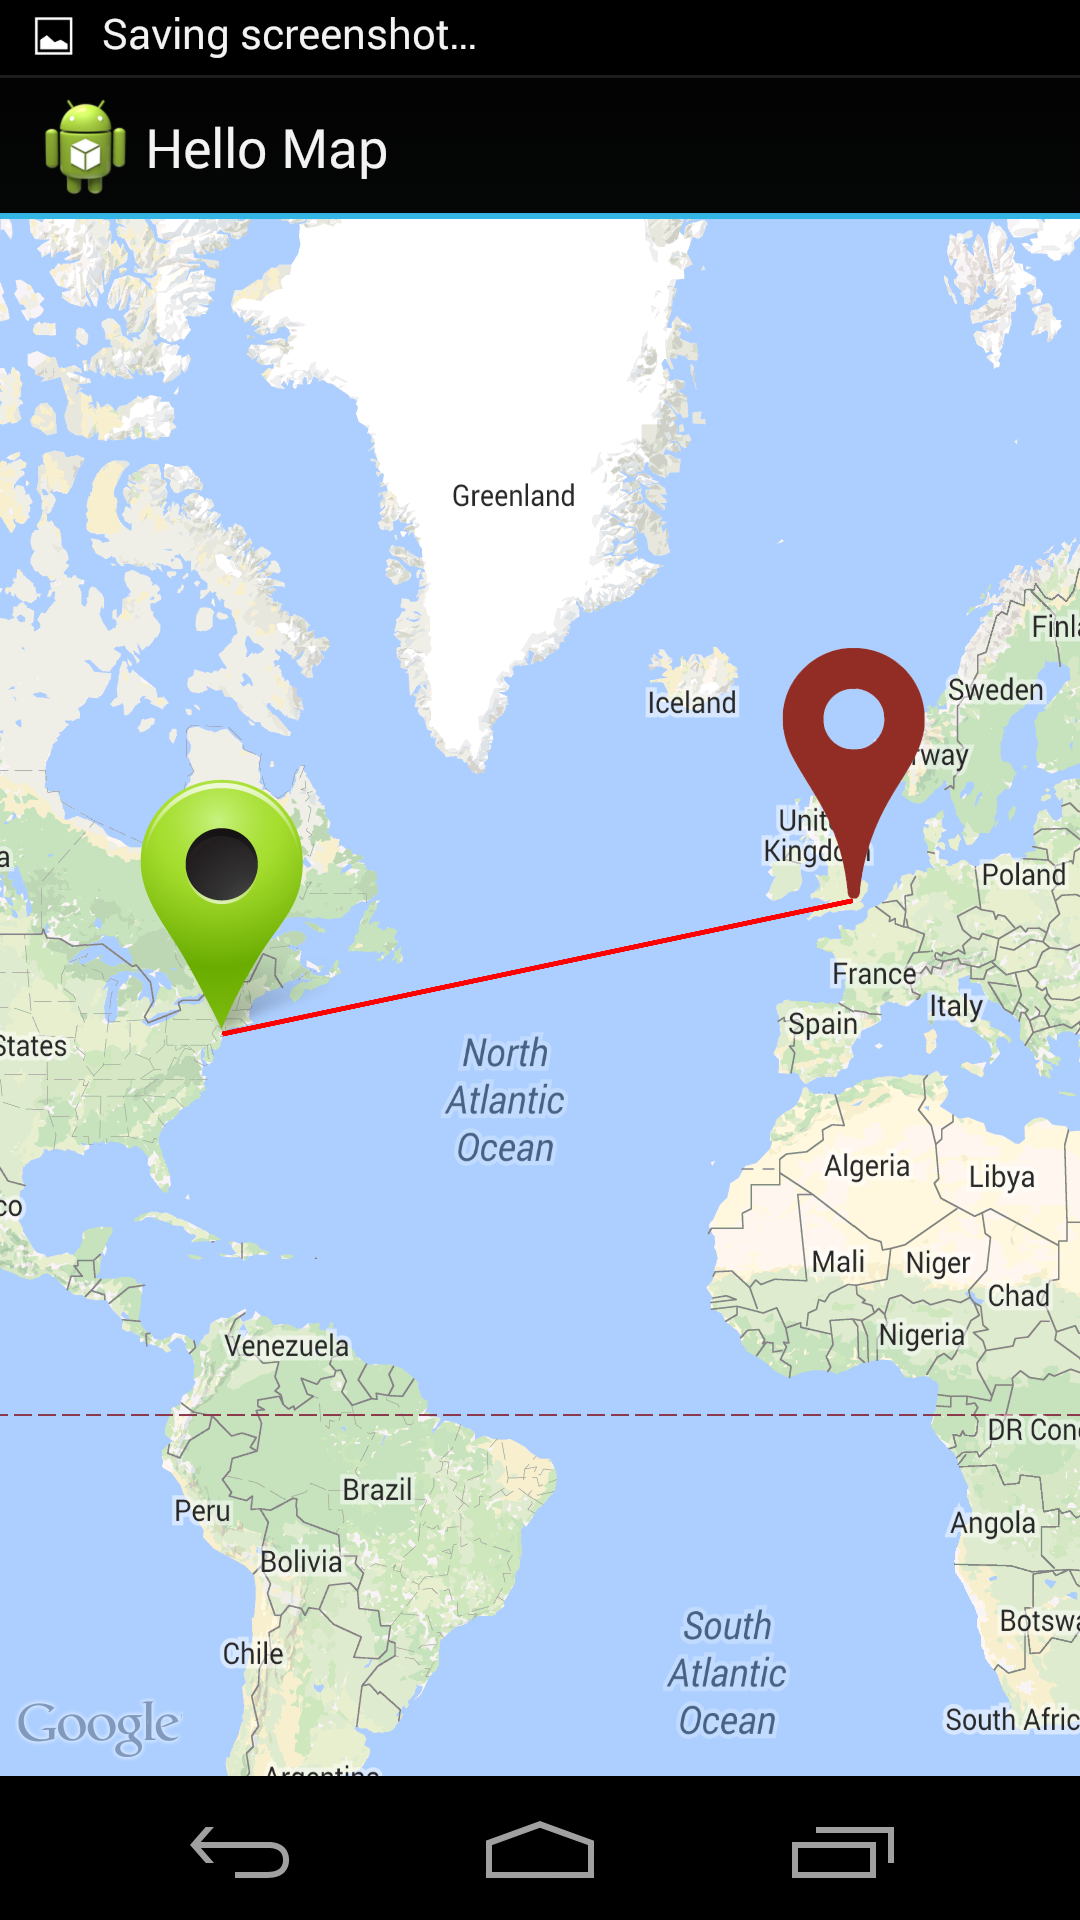 Saving screenshot...
Hello Map
Greenland
Finl
Sweden
Iceland
rway
Unit
Kingdom
a
Poland
France
Italy
Spain
States
North
Atlantic
Ocean
Algeria
Libya
co
Mali
Niger
Chad
Nigeria
Venezuela
DR Con
Brazil
Peru
Angola
Bolivia
Botswa
South
Atlantic
Ocean
Chile
Google
South Afric
Argentina